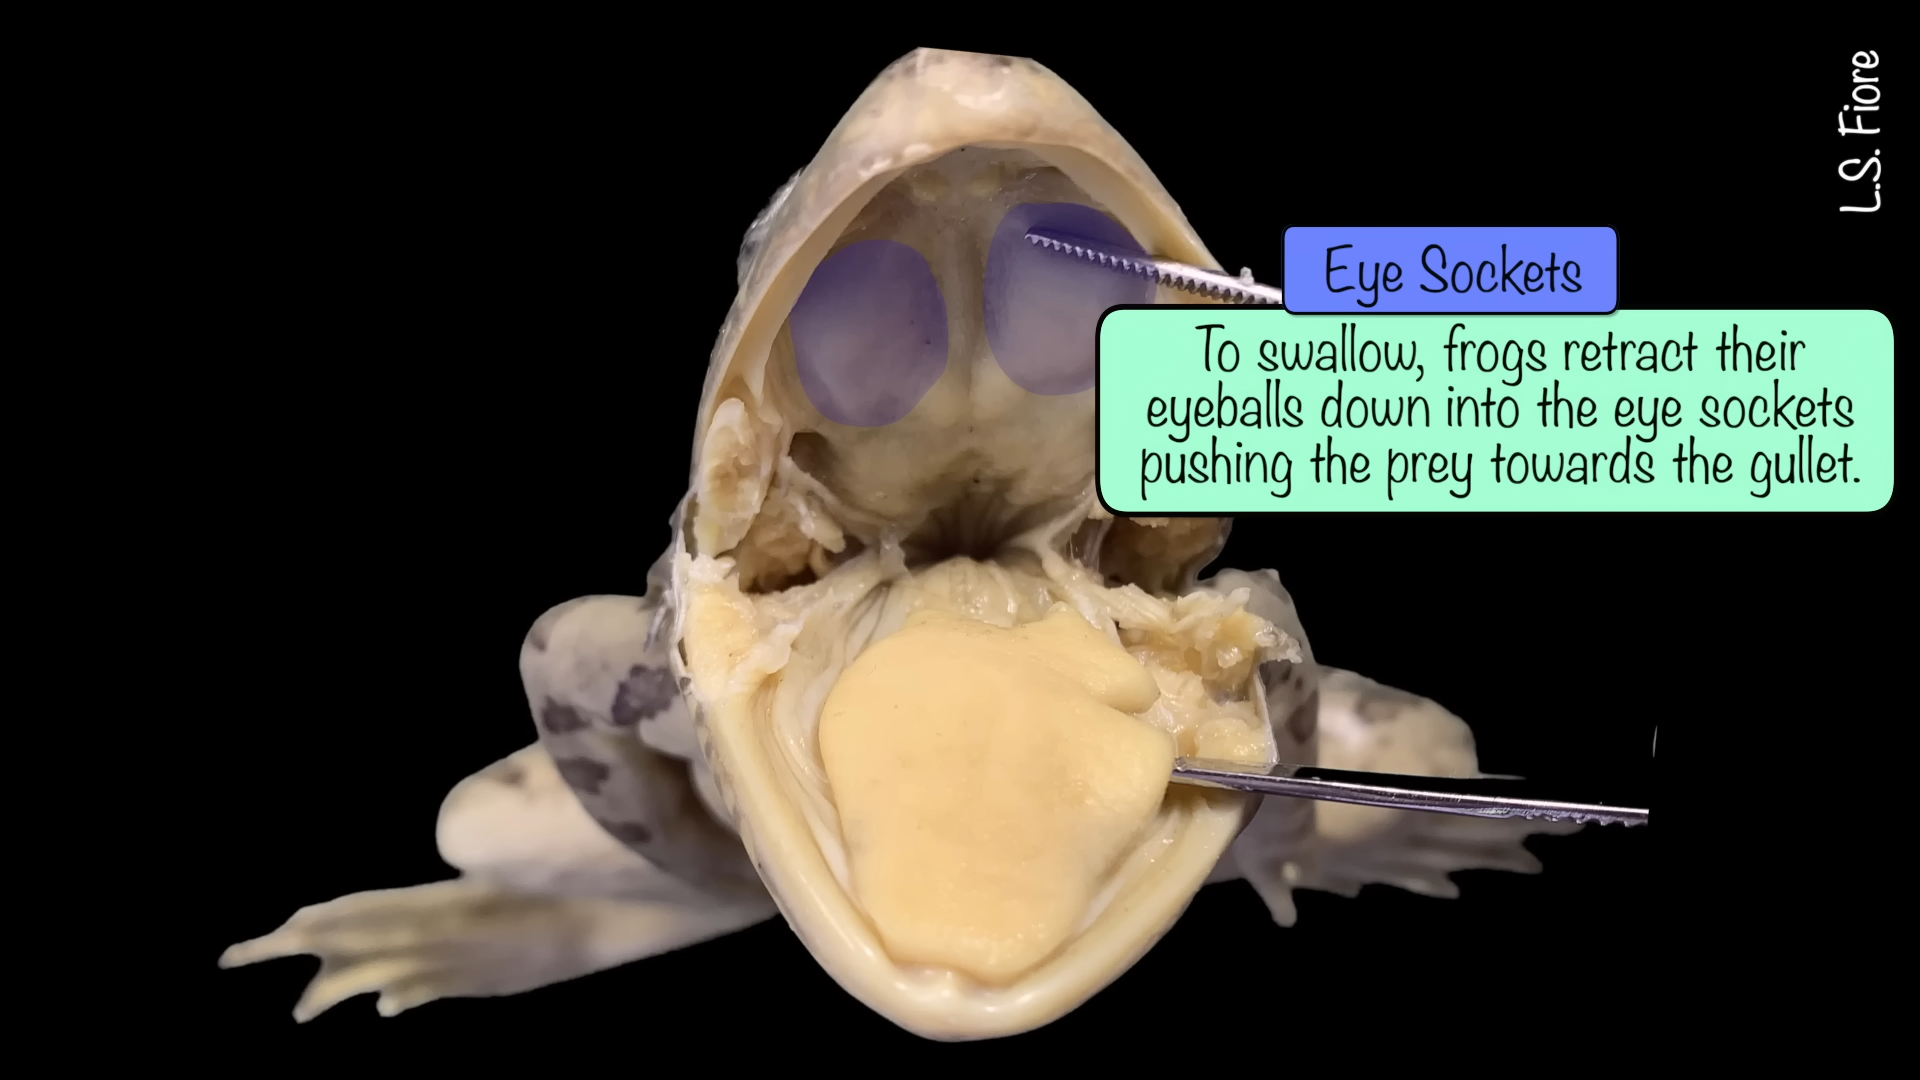 L.S. Fiore
Eye Sockets
To swallow, frogs retract their
eyeballs down into the eye sockets
pushing the prey towards the gullet.